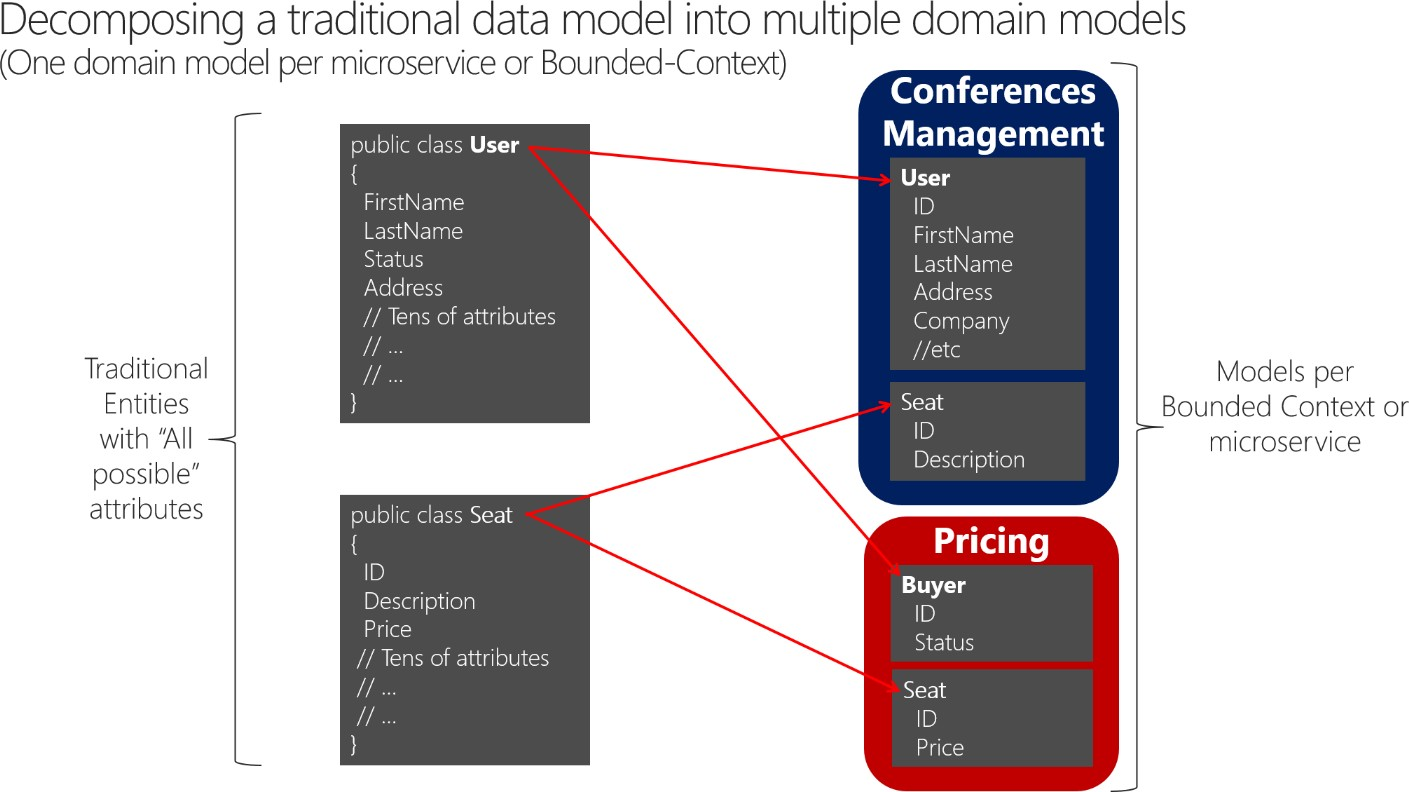 Decomposing a traditional data model into multiple domain models
(One domain model per microservice or Bounded-Context)
Traditional
Entities
with “All
possible”
attributes
public class User
{
FirstName
LastName
Status
Address
// Tens of attributes
// ...
// ...
}
public class Seat
{
ID
Description
Price
// Tens of attributes
// ...
// ...
}
Conferences
Management
User
ID
FirstName
LastName
Address
Company
//etc
Seat
ID
Description
Pricing
Buyer
ID
Status
Seat
ID
Price
Models per
Bounded Context or
microservice